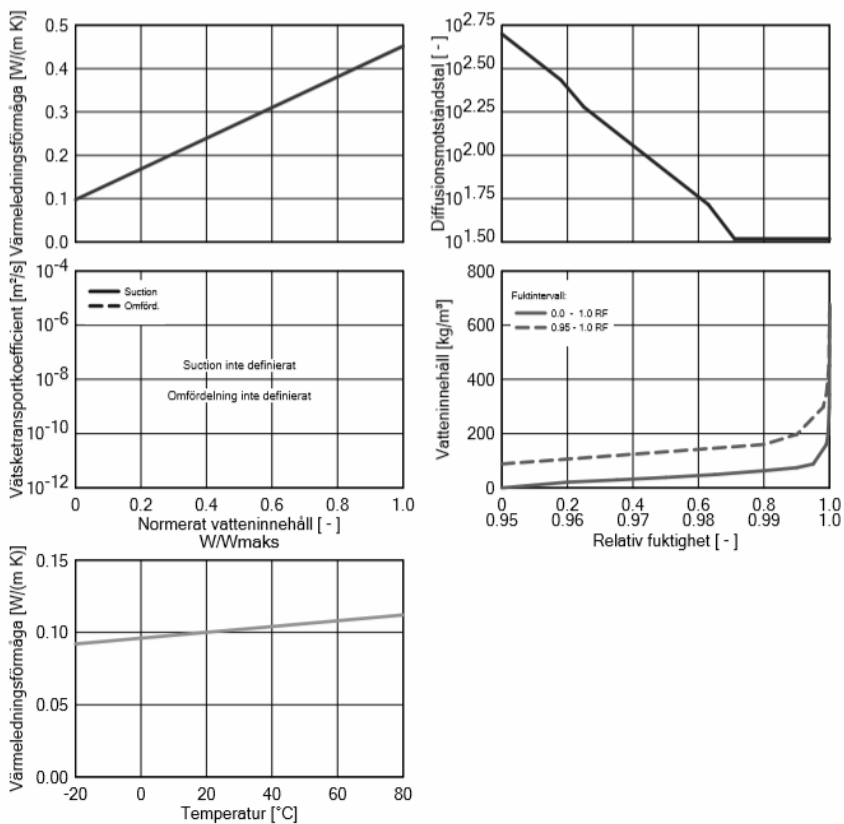 Värmeledningsförmåga [W/(m K)]
0.5
0.4
0.3
0.2
0.1
0.0
Diffusionsmotståndstal [ - ]
10^2.75
10^2.50
10^2.25
10^2.00
10^1.75
10^1.50
Vätsketransportkoefficient [m²/s]
10^-4
10^-6
10^-8
10^-10
10^-12
Suction
Omförd.
Suction inte definierat
Omfördelning inte definierat
0 0.2 0.4 0.6 0.8 1.0
Normerat vatteninnehåll [ - ]
W/Wmaks
Vatteninnehåll [kg/m³]
800
600
400
200
0
Fuktintervall:
0.0 - 1.0 RF
0.95 - 1.0 RF
0 0.2 0.4 0.6 0.8 1.0
0.95 0.96 0.97 0.98 0.99 1.0
Relativ fuktighet [ - ]
Värmeledningsförmåga [W/(m K)]
0.15
0.10
0.05
0.00
-20 0 20 40 60 80
Temperatur [°C]